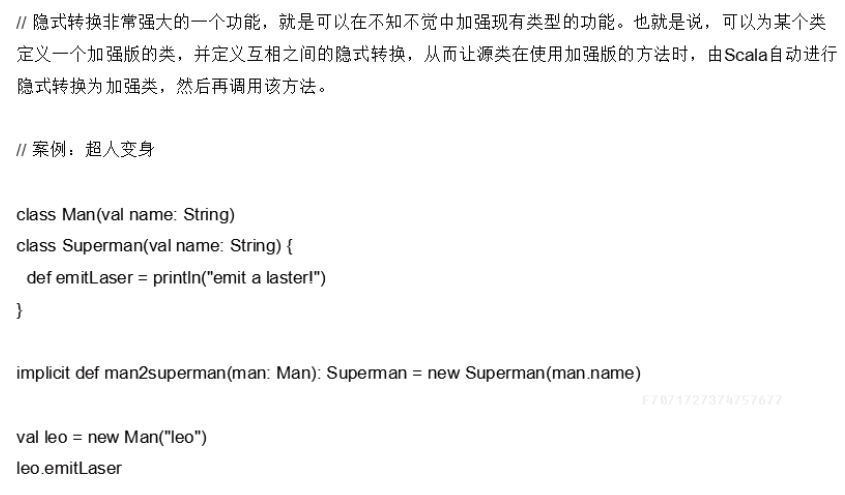 // 隐式转换非常强大的一个功能，就是可以在不知不觉中加强现有类型的功能。也就是说，可以为某个类
定义一个加强版的类，并定义互相之间的隐式转换，从而让源类在使用加强版的方法时，由Scala自动进行
隐式转换为加强类，然后再调用该方法。
// 案例：超人变身
class Man(val name: String)
class Superman(val name: String) {
def emitLaser = println("emit a laster!")
}
implicit def man2superman(man: Man): Superman = new Superman(man.name)
F7071727374757677
val leo = new Man("leo")
leo.emitLaser